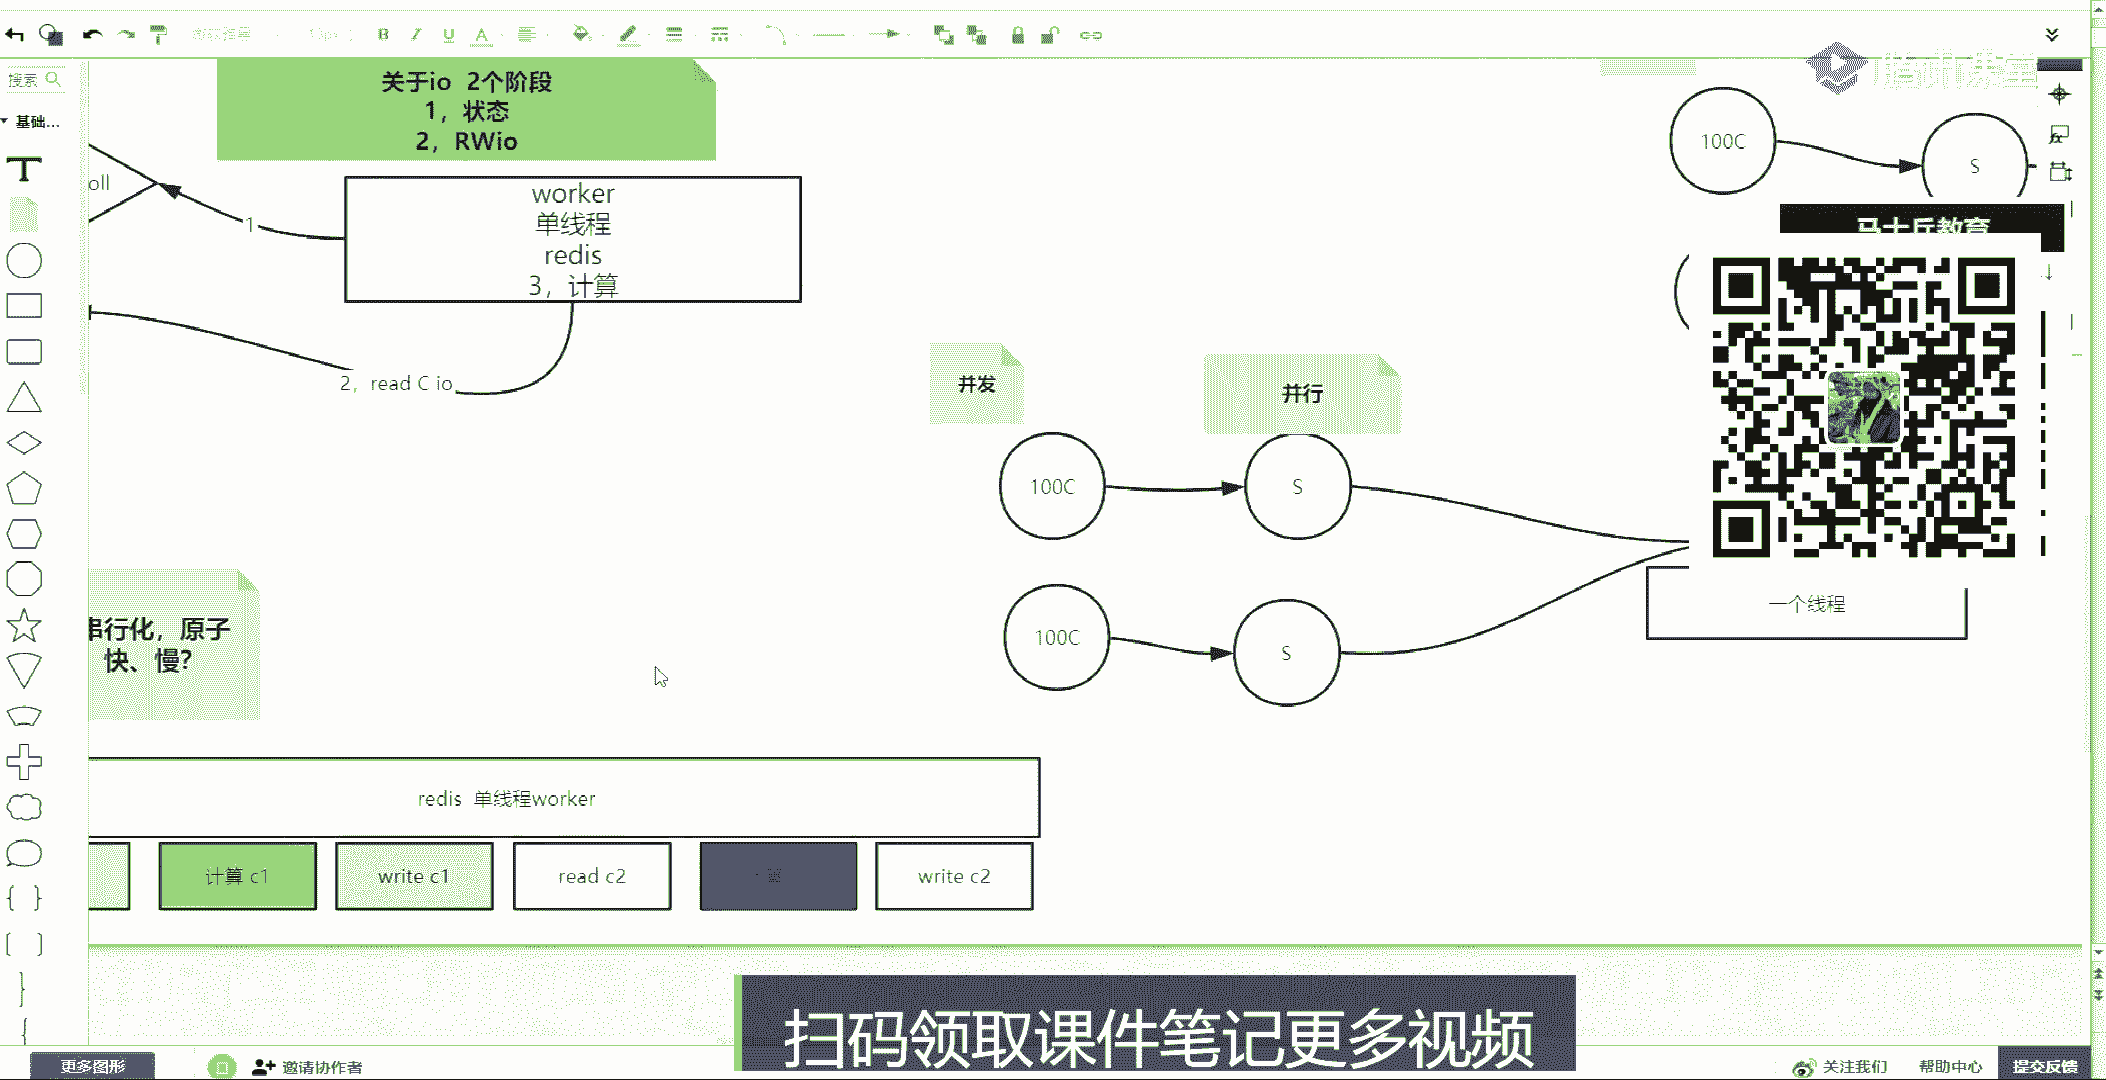 搜索
基础...
关于io 2个阶段
1，状态
2，RWio
腾讯课堂
oll
1
worker
单线程
redis
3，计算
2，read C io
100C
S
马士兵教育
并发
并行
100C
S
100C
S
一个线程
串行化，原子
快、慢?
redis 单线程worker
计算 c1
write c1
read c2
write c2
扫码领取课件笔记更多视频
更多图形
邀请协作者
关注我们
帮助中心
提交反馈